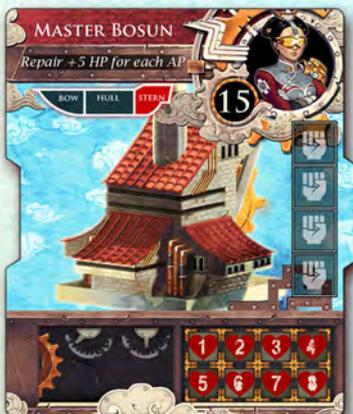 MASTER BOSUN
Repair +5 HP for each AP
BOW HULL STERN
15
1 2 3 4
5 6 7 8